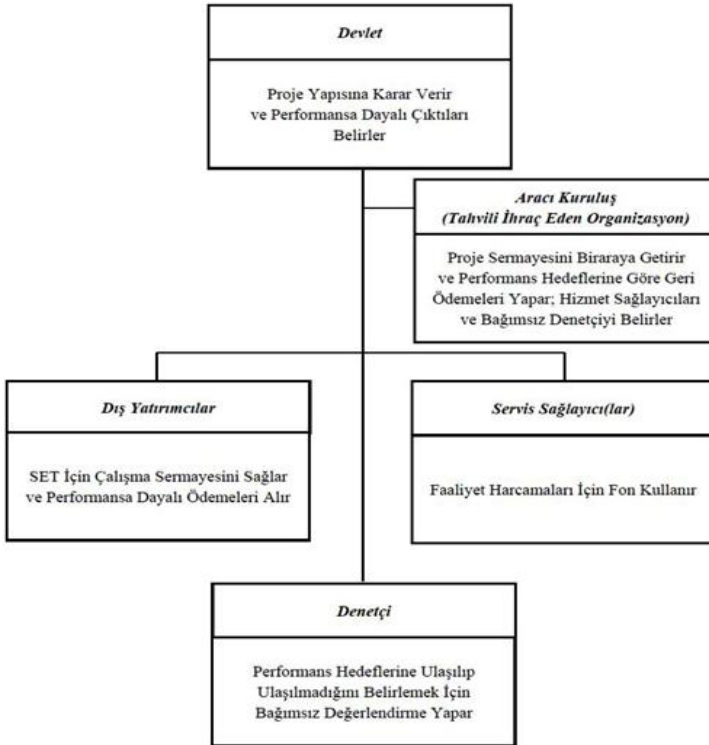 Devlet
Proje Yapısına Karar Verir
ve Performansa Dayalı Çıktıları
Belirler
Aracı Kuruluş
(Tahvili İhraç Eden Organizasyon)
Proje Sermayesini Biraraya Getirir
ve Performans Hedeflerine Göre Geri
Ödemeleri Yapar; Hizmet Sağlayıcıları
ve Bağımsız Denetçiyi Belirler
Dış Yatırımcılar
SET İçin Çalışma Sermayesini Sağlar
ve Performansa Dayalı Ödemeleri Alır
Servis Sağlayıcı(lar)
Faaliyet Harcamaları İçin Fon Kullanır
Denetçi
Performans Hedeflerine Ulaşılıp
Ulaşılmadığını Belirlemek İçin
Bağımsız Değerlendirme Yapar